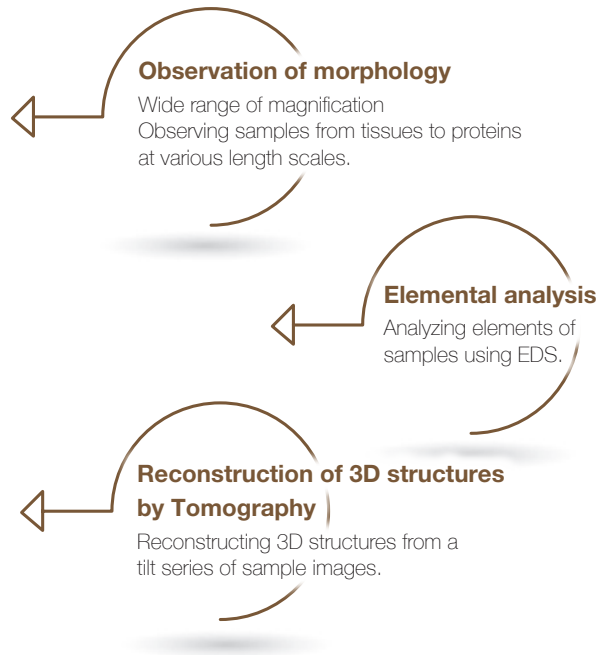 Observation of morphology
Wide range of magnification
Observing samples from tissues to proteins
at various length scales.
Elemental analysis
Analyzing elements of
samples using EDS.
Reconstruction of 3D structures
by Tomography
Reconstructing 3D structures from a
tilt series of sample images.